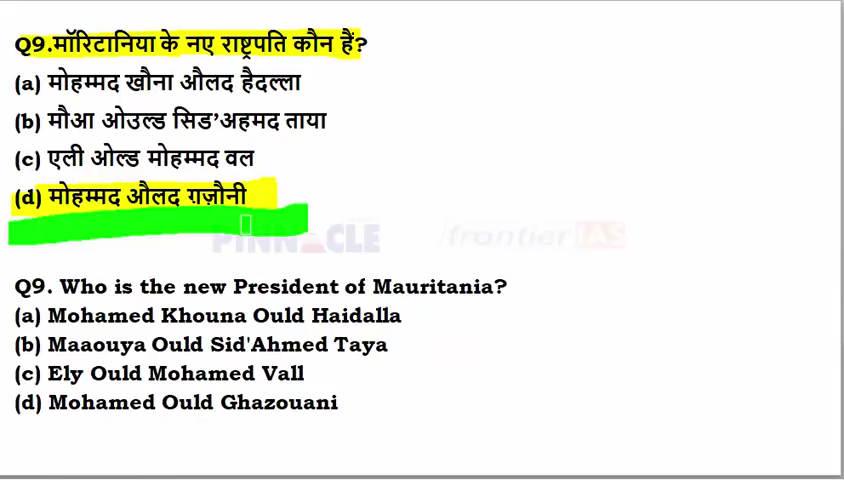 Q9.मॉरिटानिया के नए राष्ट्रपति कौन हैं?
(a) मोहम्मद खौना औलद हैदल्ला
(b) मौआ ओउल्ड सिड’अहमद ताया
(c) एली ओल्ड मोहम्मद वल
(d) मोहम्मद औलद ग़ज़ौनी
PINNACLE frontier IAS
Q9. Who is the new President of Mauritania?
(a) Mohamed Khouna Ould Haidalla
(b) Maaouya Ould Sid'Ahmed Taya
(c) Ely Ould Mohamed Vall
(d) Mohamed Ould Ghazouani